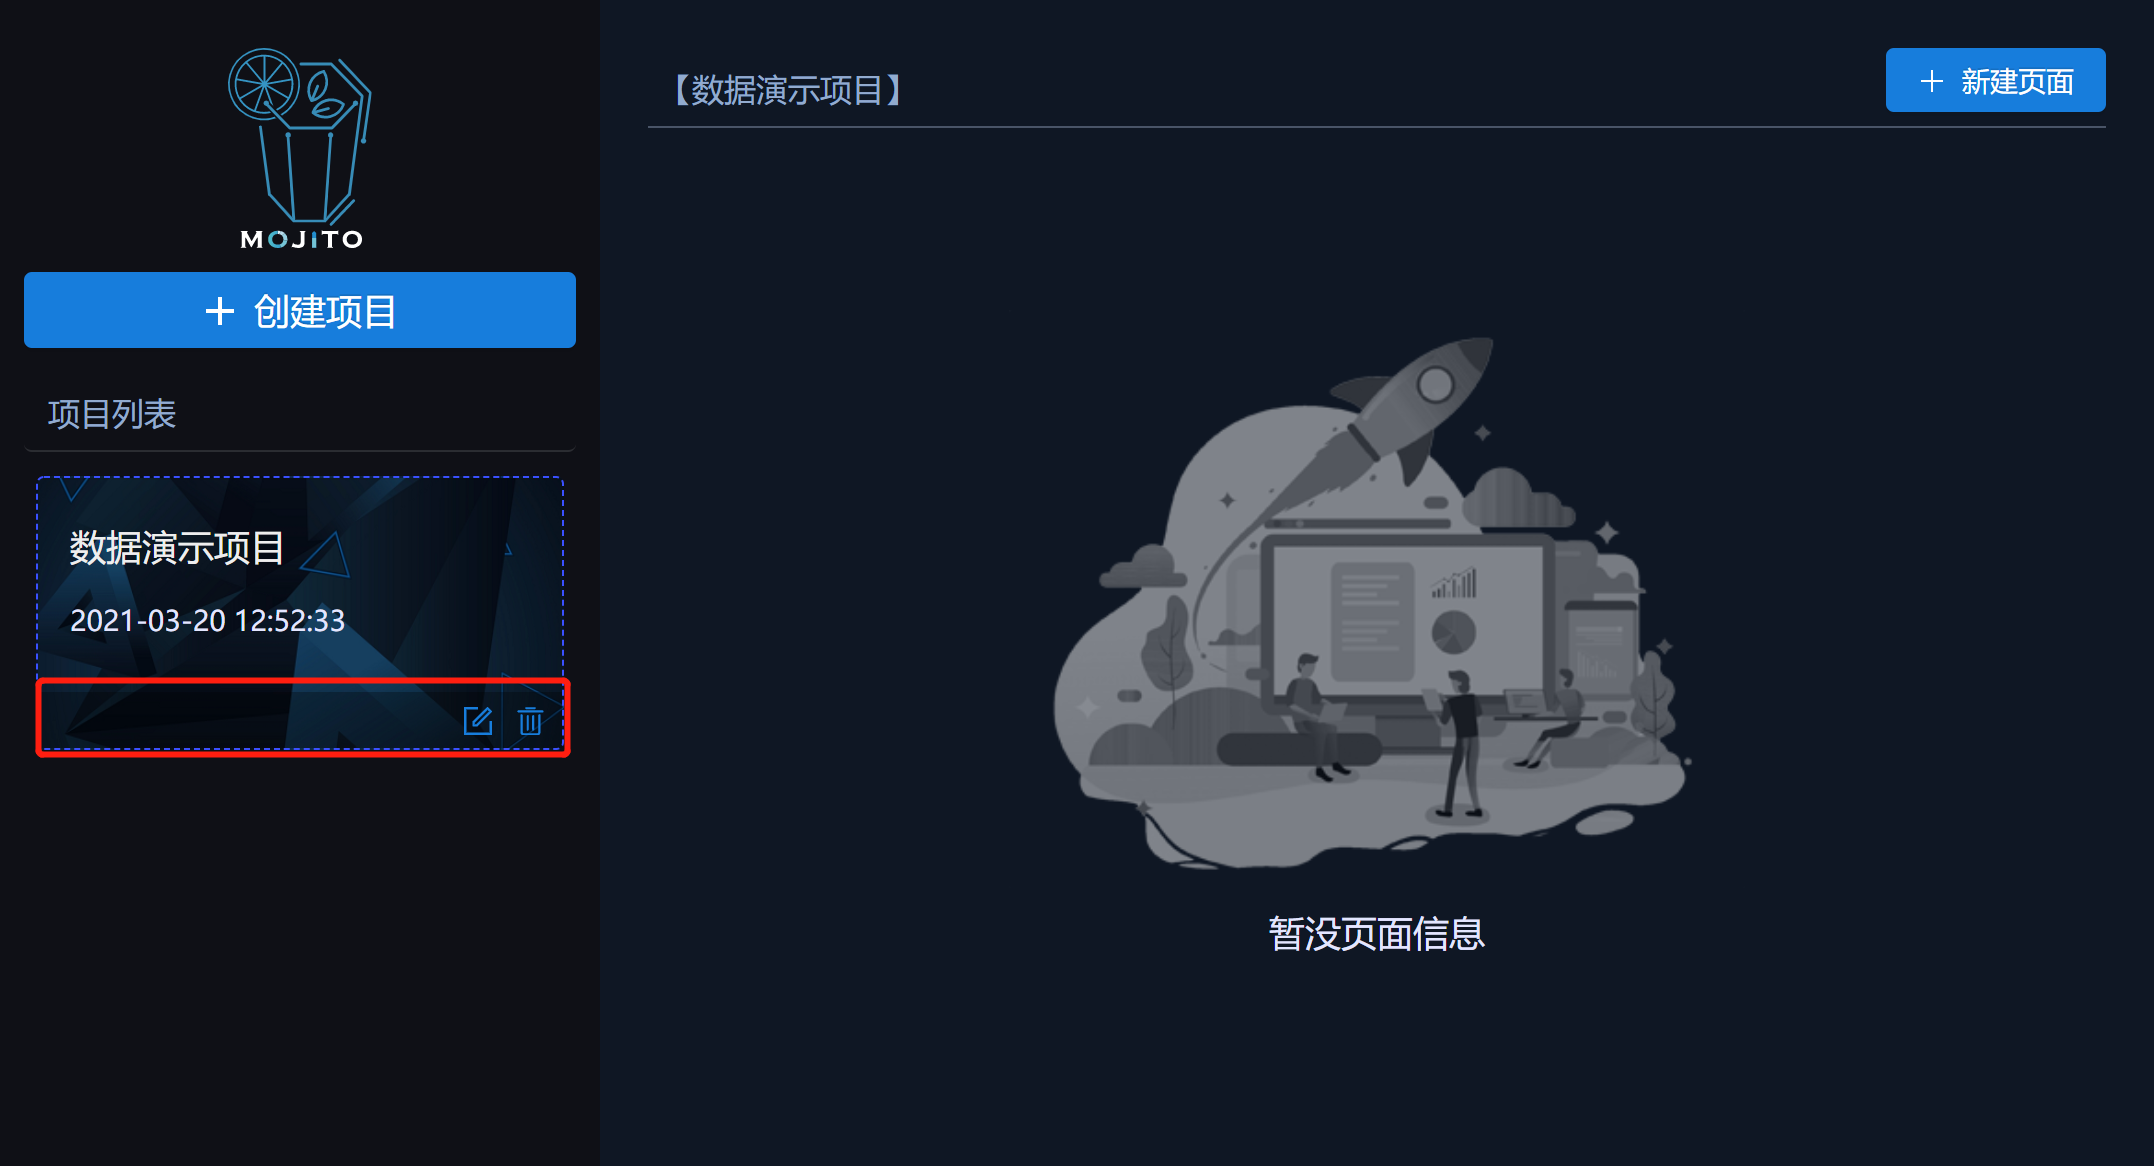 MOJITO
创建项目
项目列表
数据演示项目
2021-03-20 12:52:33
【数据演示项目】
新建页面
暂没页面信息